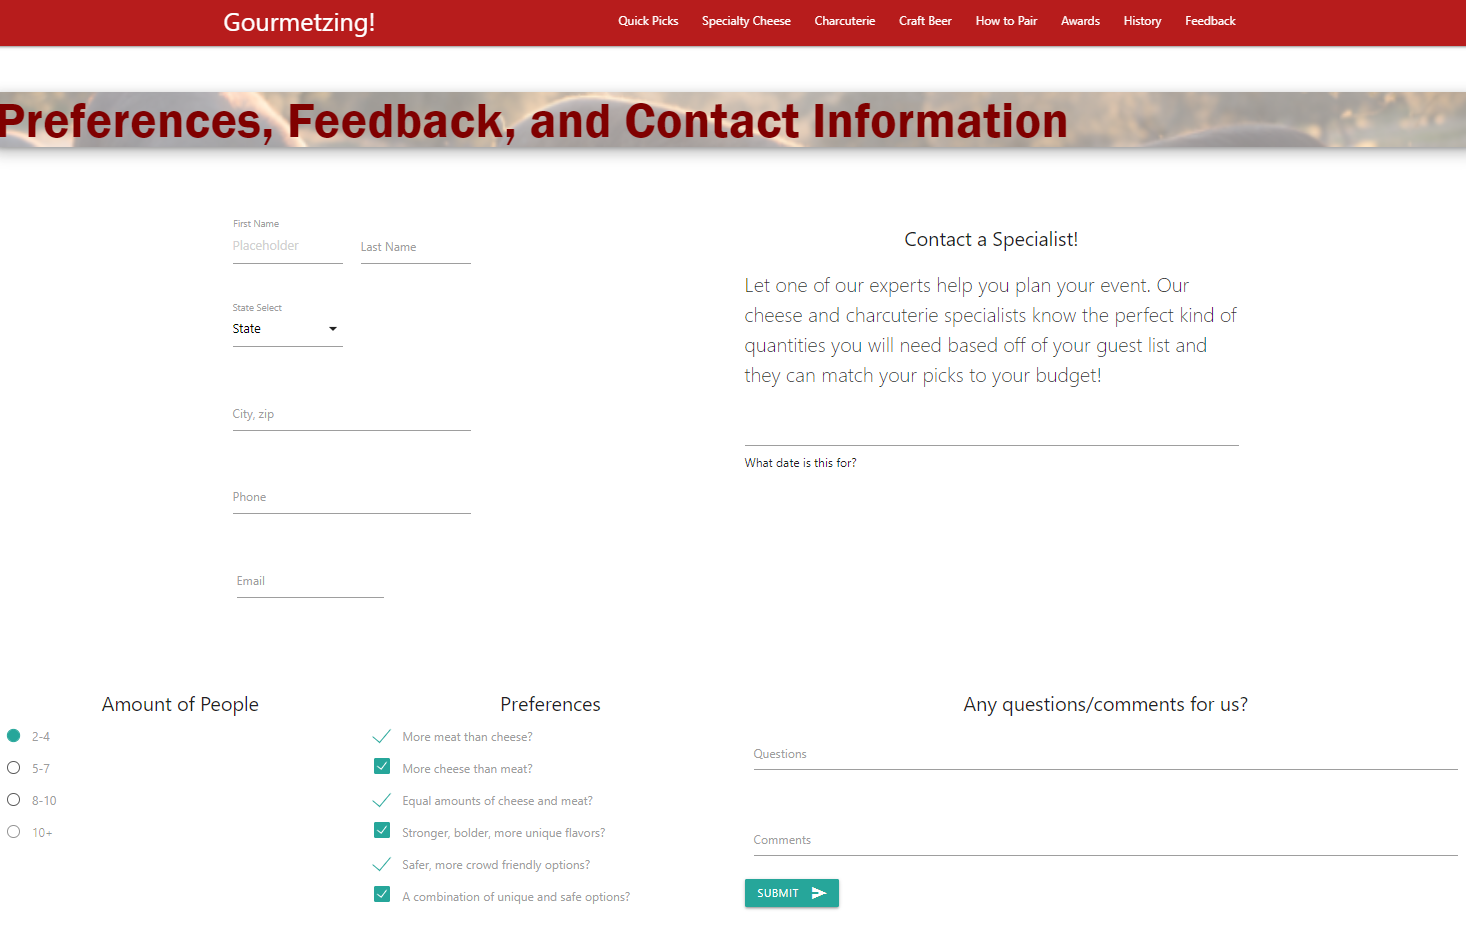 Gourmetzing!
Quick Picks Specialty Cheese Charcuterie Craft Beer How to Pair Awards History Feedback
Preferences, Feedback, and Contact Information
First Name
Placeholder
Last Name
State Select
State
City, zip
Phone
Email
Contact a Specialist!
Let one of our experts help you plan your event. Our
cheese and charcuterie specialists know the perfect kind of
quantities you will need based off of your guest list and
they can match your picks to your budget!
What date is this for?
Amount of People
2-4
5-7
8-10
10+
Preferences
More meat than cheese?
More cheese than meat?
Equal amounts of cheese and meat?
Stronger, bolder, more unique flavors?
Safer, more crowd friendly options?
A combination of unique and safe options?
Any questions/comments for us?
Questions
Comments
SUBMIT